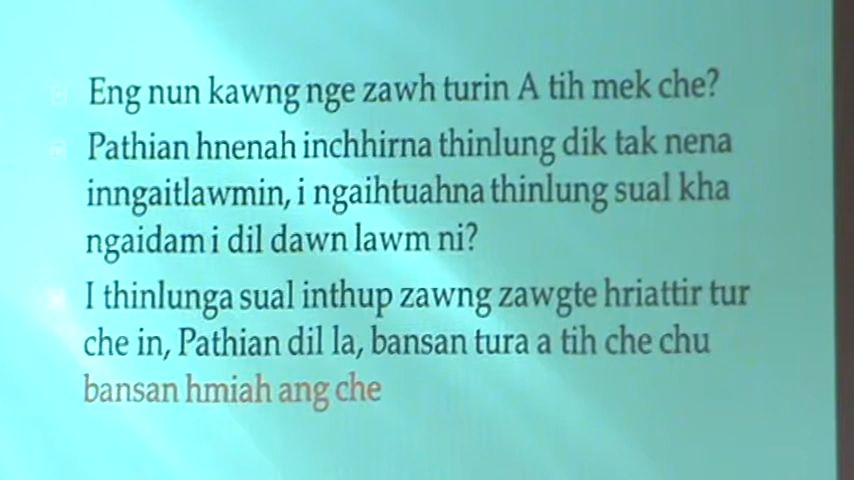 Eng nun kawng nge zawh turin A tih mek che?
Pathian hnenah inchhirna thinlung dik tak nena
inngaitlawmin, i ngaihtuahna thinlung sual kha
ngaidam i dil dawn lawm ni?
I thinlunga sual inthup zawng zawgte hriattir tur
che in, Pathian dil la, bansan tura a tih che chu
bansan hmiah ang che